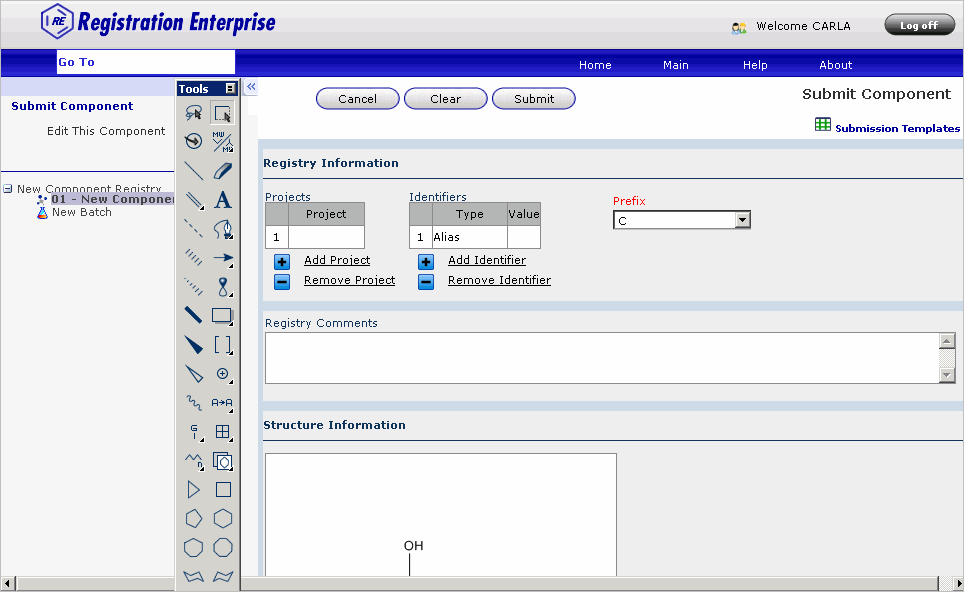 RE Registration Enterprise
Welcome CARLA
Log off
Go To
Home Main Help About
Submit Component
Edit This Component
Tools
Cancel Clear Submit
Submit Component
Submission Templates
New Component Registry
01 - New Compone
New Batch
MW
A
A A
G
n
Registry Information
Projects
Project
1
Add Project
Remove Project
Identifiers
Type Value
1 Alias
Add Identifier
Remove Identifier
Prefix
C
Registry Comments
Structure Information
OH